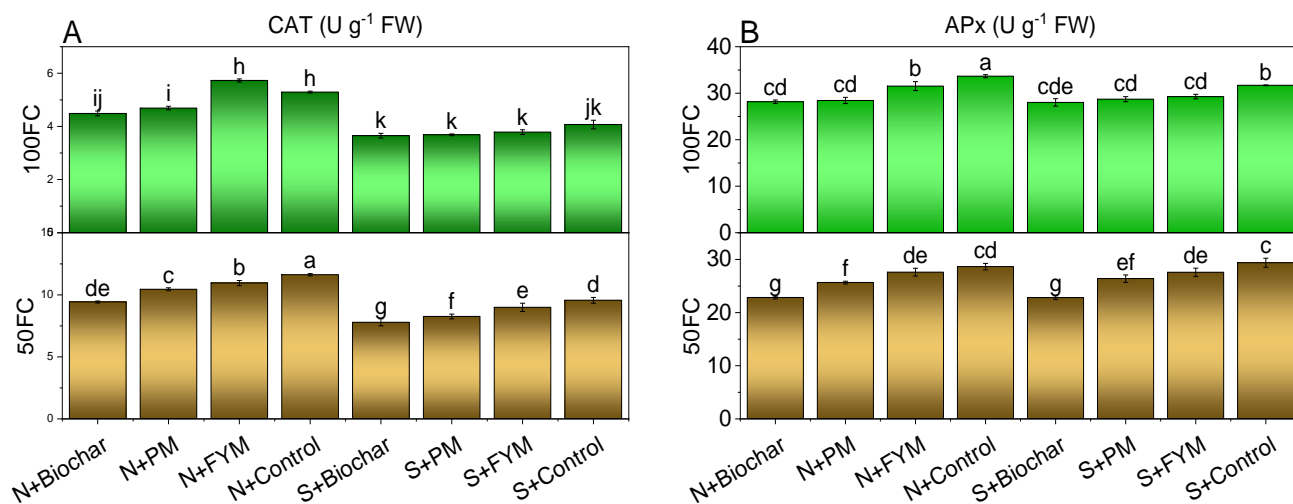 A
CAT (U g⁻¹ FW)
100FC
6
4
2
ij
i
h
h
k
k
k
jk
50FC
15
10
5
0
de
c
b
a
g
f
e
d
N+Biochar
N+PM
N+FYM
N+Control
S+Biochar
S+PM
S+FYM
S+Control
B
APx (U g⁻¹ FW)
100FC
40
30
20
10
0
cd
cd
b
a
cde
cd
cd
b
50FC
30
20
10
0
g
f
de
cd
g
ef
de
c
N+Biochar
N+PM
N+FYM
N+Control
S+Biochar
S+PM
S+FYM
S+Control